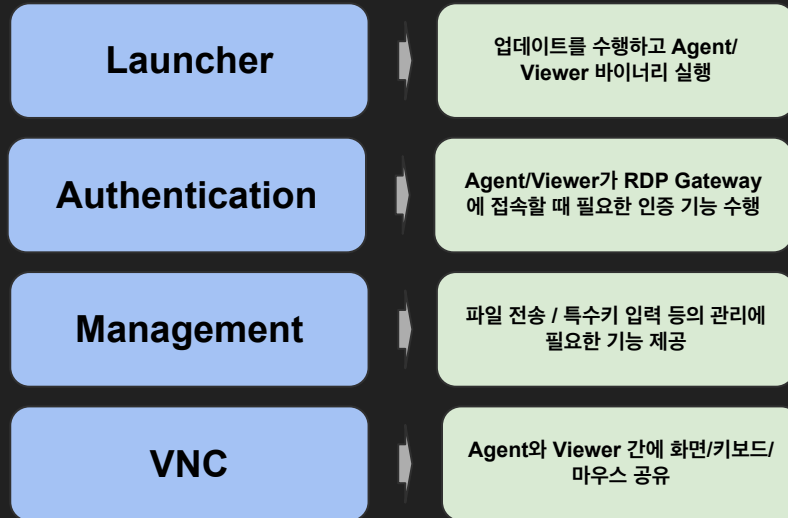 Launcher
업데이트를 수행하고 Agent/
Viewer 바이너리 실행
Authentication
Agent/Viewer가 RDP Gateway
에 접속할 때 필요한 인증 기능 수행
Management
파일 전송 / 특수키 입력 등의 관리에
필요한 기능 제공
VNC
Agent와 Viewer 간에 화면/키보드/
마우스 공유